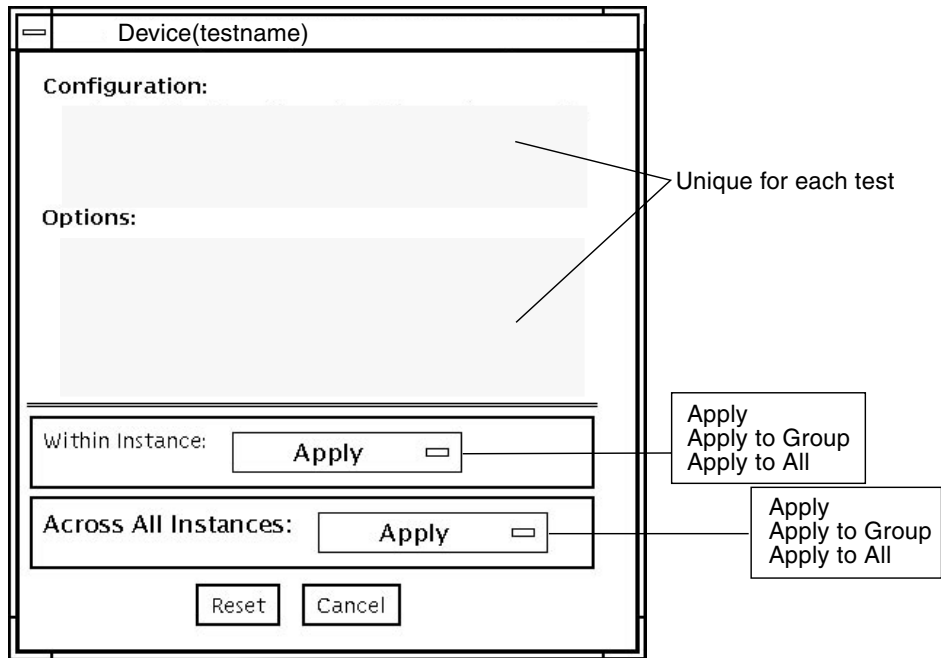 Device(testname)
Configuration:
Unique for each test
Options:
Within Instance:
Apply
Apply
Apply to Group
Apply to All
Across All Instances:
Apply
Apply
Apply to Group
Apply to All
Reset
Cancel